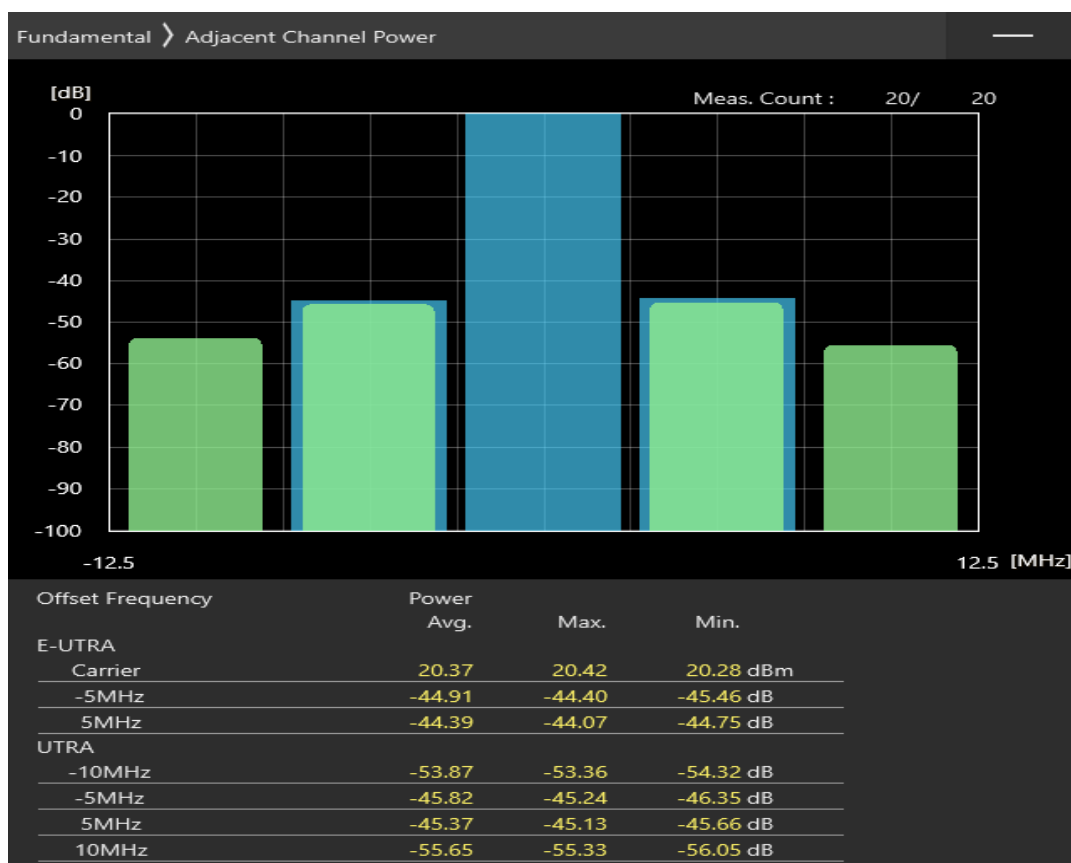 Fundamental ❯ Adjacent Channel Power
[dB]
Meas. Count : 20/ 20
0
-10
-20
-30
-40
-50
-60
-70
-80
-90
-100
-12.5 12.5 [MHz]
Offset Frequency Power
Avg. Max. Min.
E-UTRA
Carrier 20.37 20.42 20.28 dBm
-5MHz -44.91 -44.40 -45.46 dB
5MHz -44.39 -44.07 -44.75 dB
UTRA
-10MHz -53.87 -53.36 -54.32 dB
-5MHz -45.82 -45.24 -46.35 dB
5MHz -45.37 -45.13 -45.66 dB
10MHz -55.65 -55.33 -56.05 dB